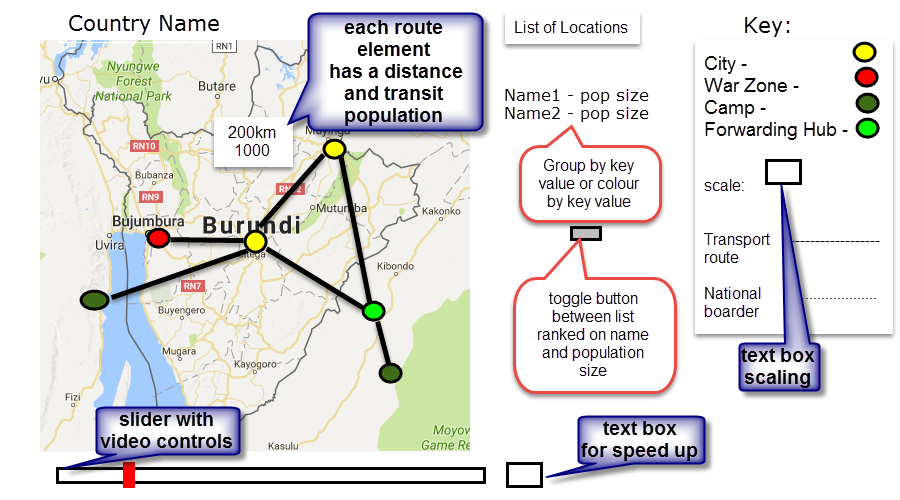 Country Name
each route
element
has a distance
and transit
population
List of Locations
Key:
RN1
Nyungwe
Forest
National Park
Butare
200km
1000
Muyinga
RN10
Bubanza
RN9
Bujumbura
Burundi
Mutumba
Kakonko
Uvira
Gitega
Kibondo
RN7
Buyengero
Mugara
Kayogoro
Fizi
Kasulu
Moyow
Game Re
Name1 - pop size
Name2 - pop size
Group by key
value or colour
by key value
toggle button
between list
ranked on name
and population
size
City -
War Zone -
Camp -
Forwarding Hub -
scale:
Transport
route
National
boarder
text box
scaling
slider with
video controls
text box
for speed up